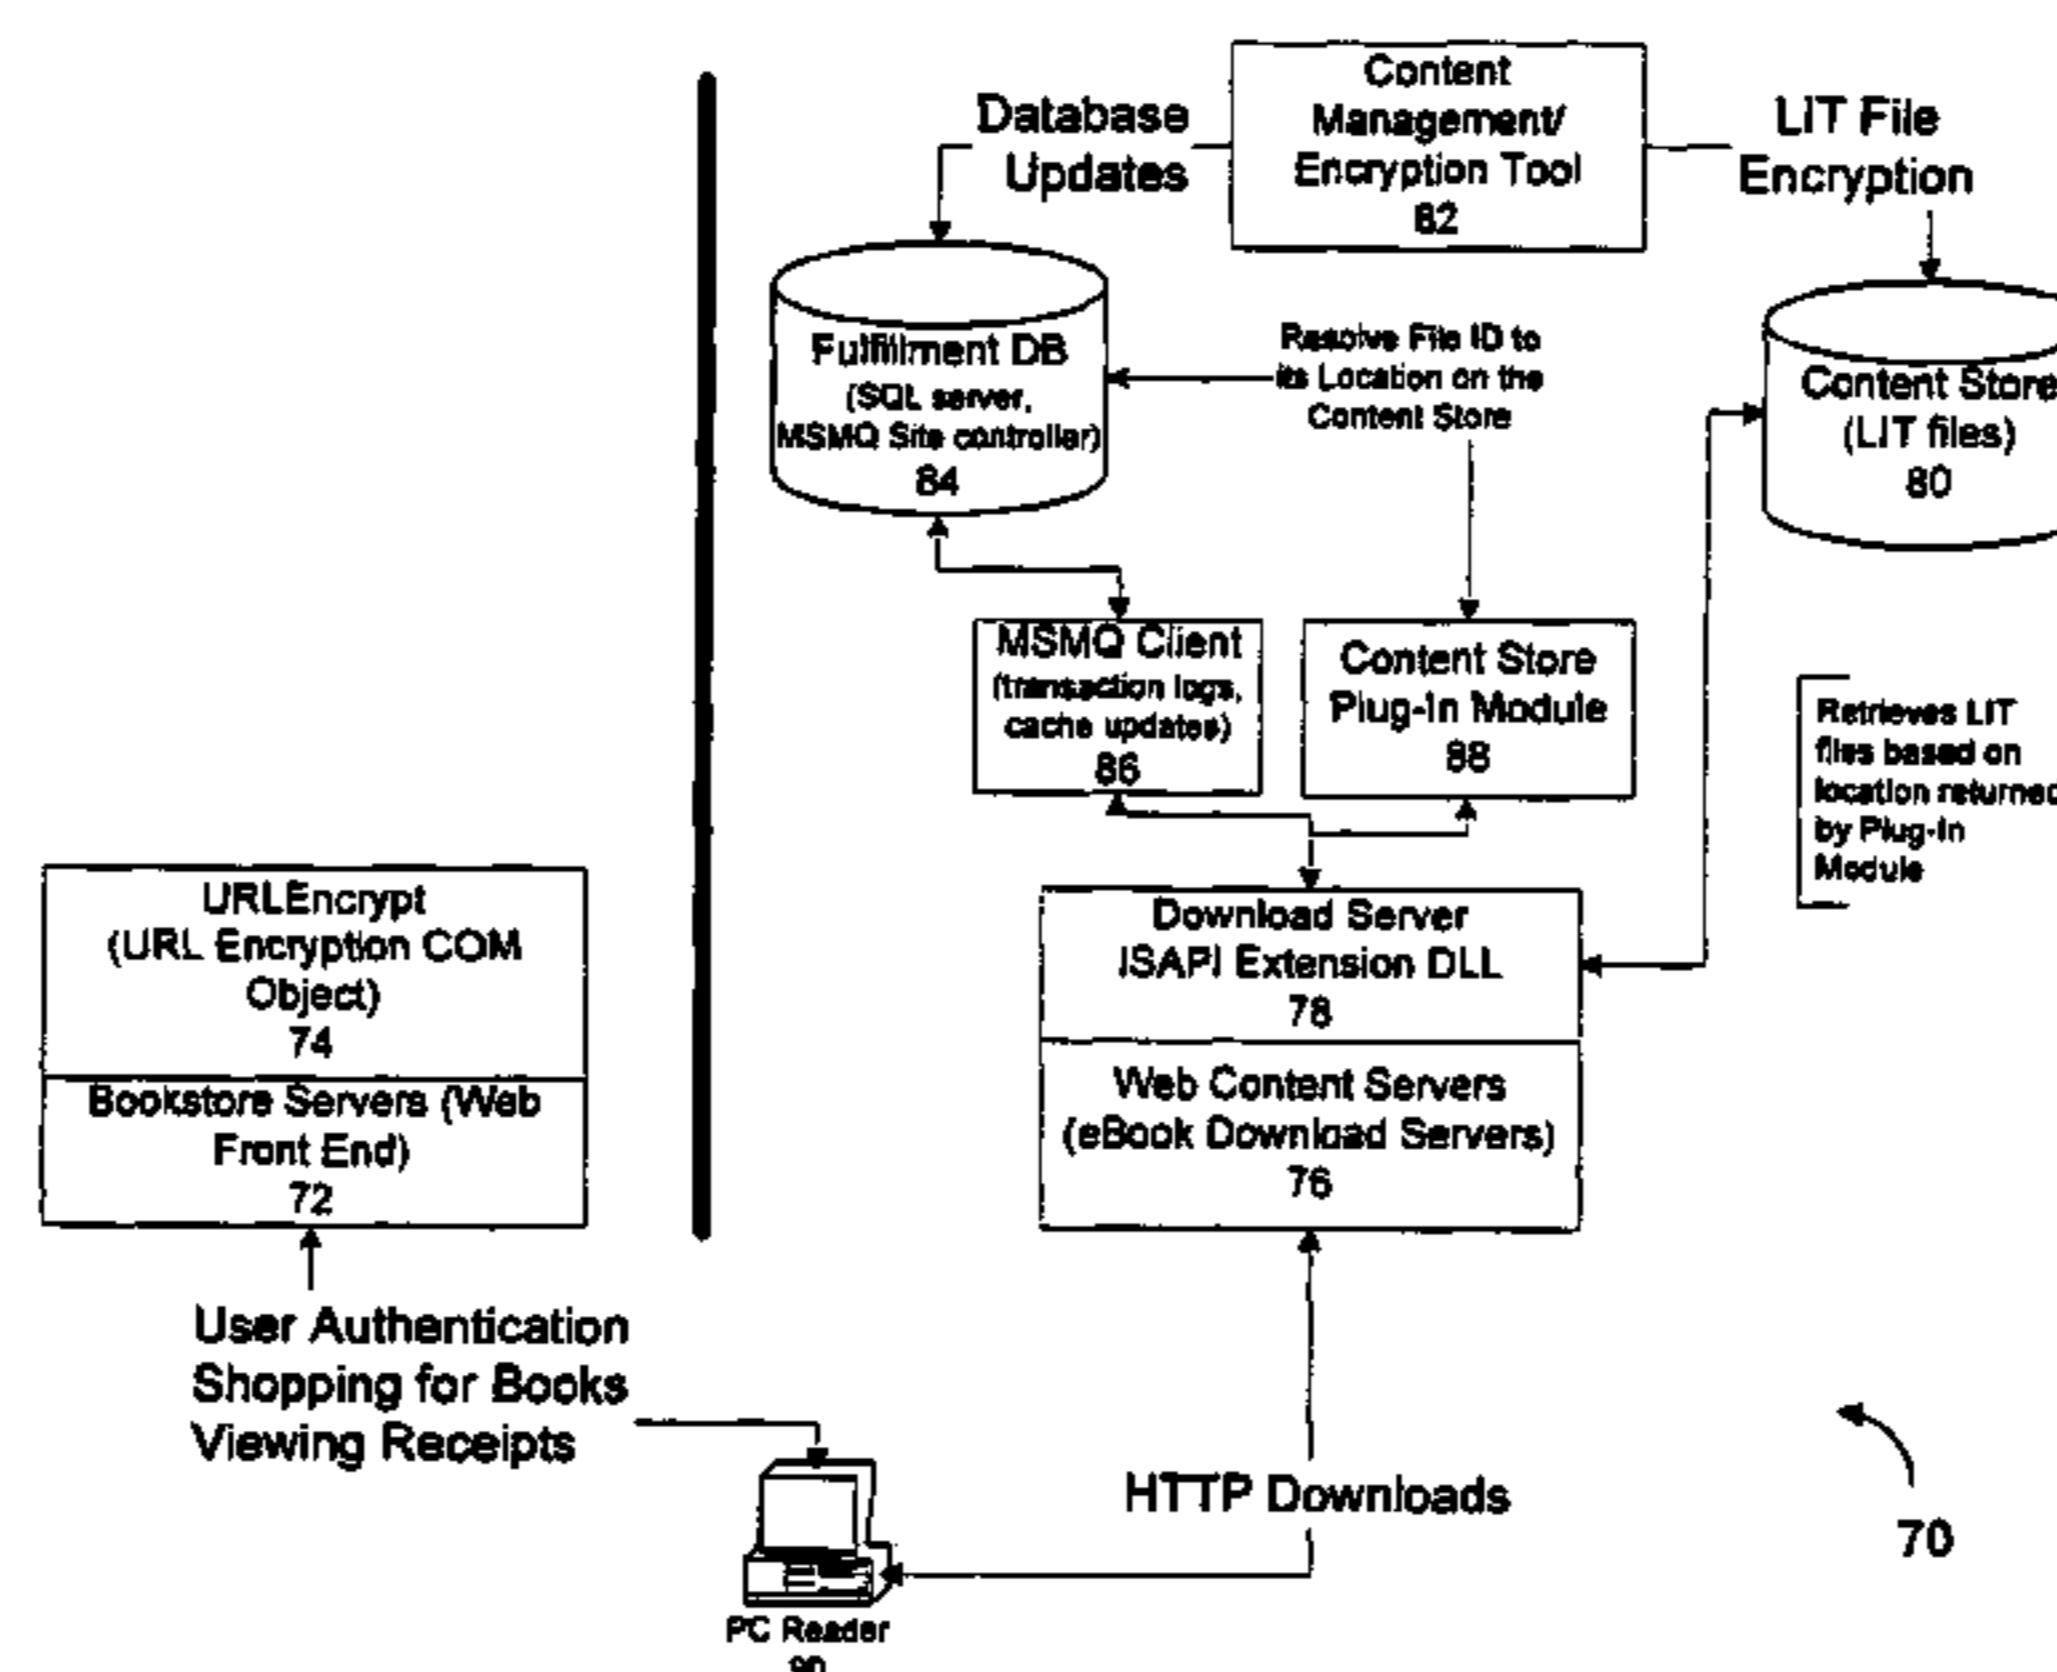 Content
Management/
Encryption Tool
82
Database
Updates
LIT File
Encryption
Fulfillment DB
(SQL server,
MSMQ Site controller)
84
Resolve File ID to
its Location on the
Content Store
Content Store
(LIT files)
80
MSMQ Client
(transaction logs,
cache updates)
86
Content Store
Plug-In Module
88
Retrieves LIT
files based on
location returned
by Plug-In
Module
URLEncrypt
(URL Encryption COM
Object)
74
Bookstore Servers (Web
Front End)
72
Download Server
ISAPI Extension DLL
78
Web Content Servers
(eBook Download Servers)
76
User Authentication
Shopping for Books
Viewing Receipts
HTTP Downloads
70
PC Reader